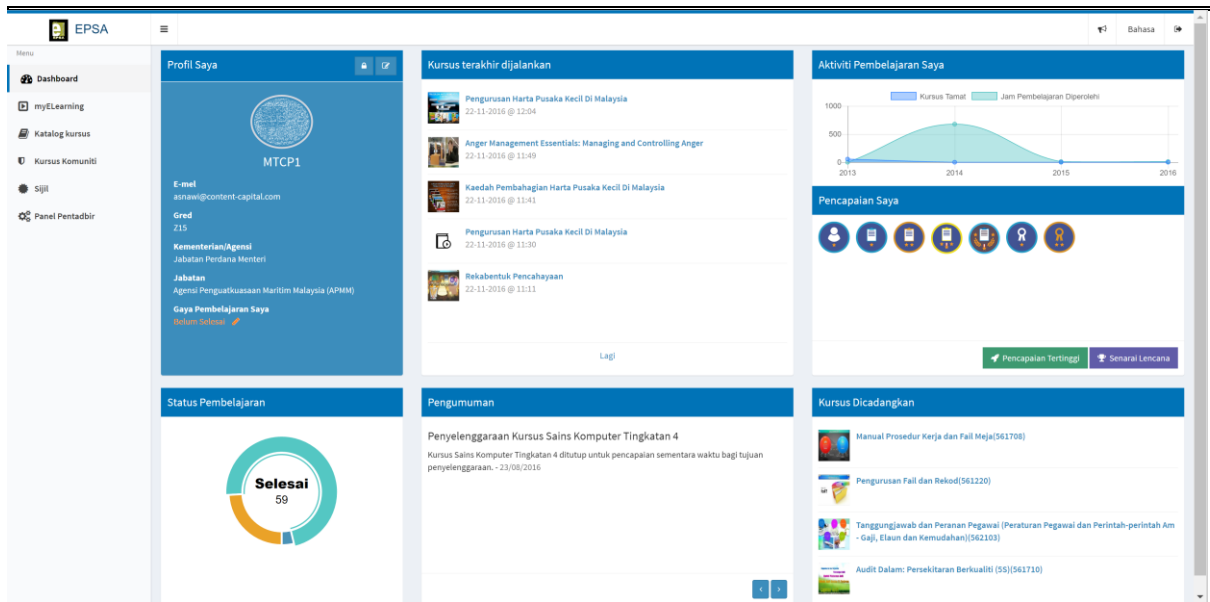 EPSA
Bahasa
Menu
Dashboard
myELearning
Katalog kursus
Kursus Komuniti
Sijil
Panel Pentadbir
Profil Saya
MTCP1
E-mel
asnawi@content-capital.com
Gred
Z15
Kementerian/Agensi
Jabatan Perdana Menteri
Jabatan
Agensi Penguatkuasaan Maritim Malaysia (APMM)
Gaya Pembelajaran Saya
Belum Selesai
Kursus terakhir dijalankan
Pengurusan Harta Pusaka Kecil Di Malaysia
22-11-2016 @ 12:04
Anger Management Essentials: Managing and Controlling Anger
22-11-2016 @ 11:49
Kaedah Pembahagian Harta Pusaka Kecil Di Malaysia
22-11-2016 @ 11:41
Pengurusan Harta Pusaka Kecil Di Malaysia
22-11-2016 @ 11:30
Rekabentuk Pencahayaan
22-11-2016 @ 11:11
Lagi
Aktiviti Pembelajaran Saya
Kursus Tamat Jam Pembelajaran Diperolehi
1000
500
0
2013 2014 2015 2016
Pencapaian Saya
Pencapaian Tertinggi Senarai Lencana
Status Pembelajaran
Selesai
59
Pengumuman
Penyelenggaraan Kursus Sains Komputer Tingkatan 4
Kursus Sains Komputer Tingkatan 4 ditutup untuk pencapaian sementara waktu bagi tujuan
penyelenggaraan. - 23/08/2016
Kursus Dicadangkan
Manual Prosedur Kerja dan Fail Meja(561708)
Pengurusan Fail dan Rekod(561220)
Tanggungjawab dan Peranan Pegawai (Peraturan Pegawai dan Perintah-perintah Am
- Gaji, Elaun dan Kemudahan)(562103)
Audit Dalam: Persekitaran Berkualiti (5S)(561710)